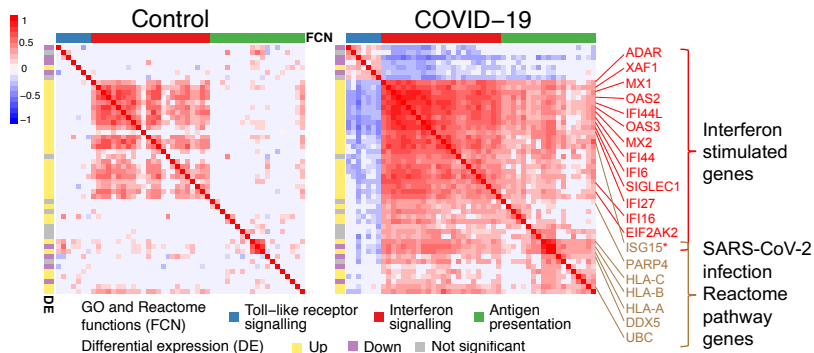 Control
COVID−19
FCN
1
0.5
0
−0.5
−1
ADAR
XAF1
MX1
OAS2
IFI44L
OAS3
MX2
IFI44
IFI6
SIGLEC1
IFI27
IFI16
EIF2AK2
ISG15*
PARP4
HLA-C
HLA-B
HLA-A
DDX5
UBC
Interferon
stimulated
genes
SARS-CoV-2
infection
Reactome
pathway
genes
DE
GO and Reactome
functions (FCN)
Toll−like receptor
signalling
Interferon
signalling
Antigen
presentation
Differential expression (DE)
Up
Down
Not significant